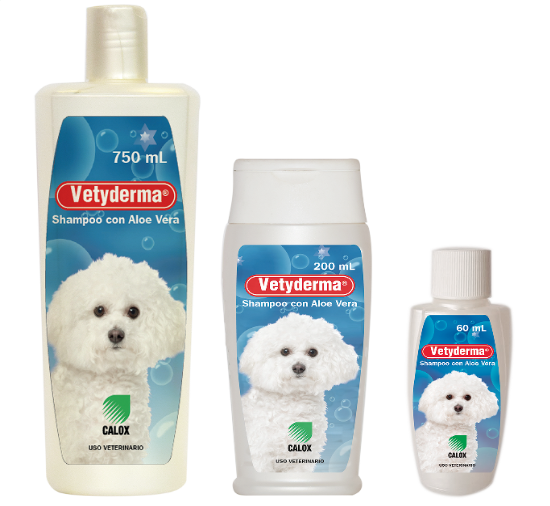 750 mL
Vetyderma®
Shampoo con Aloe Vera
CALOX
USO VETERINARIO
200 mL
Vetyderma®
Shampoo con Aloe Vera
CALOX
USO VETERINARIO
60 mL
Vetyderma®
Shampoo con Aloe Vera
CALOX
USO VETERINARIO